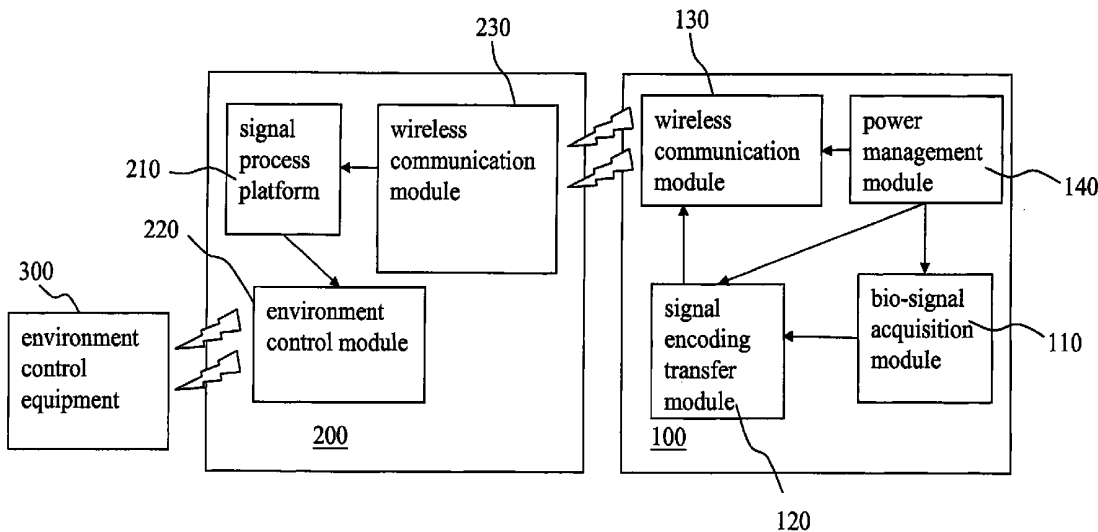 230
130
signal
process
platform
210
wireless
communication
module
wireless
communication
module
power
management
module
140
220
300
environment
control
equipment
environment
control module
signal
encoding
transfer
module
bio-signal
acquisition
module
110
200
100
120